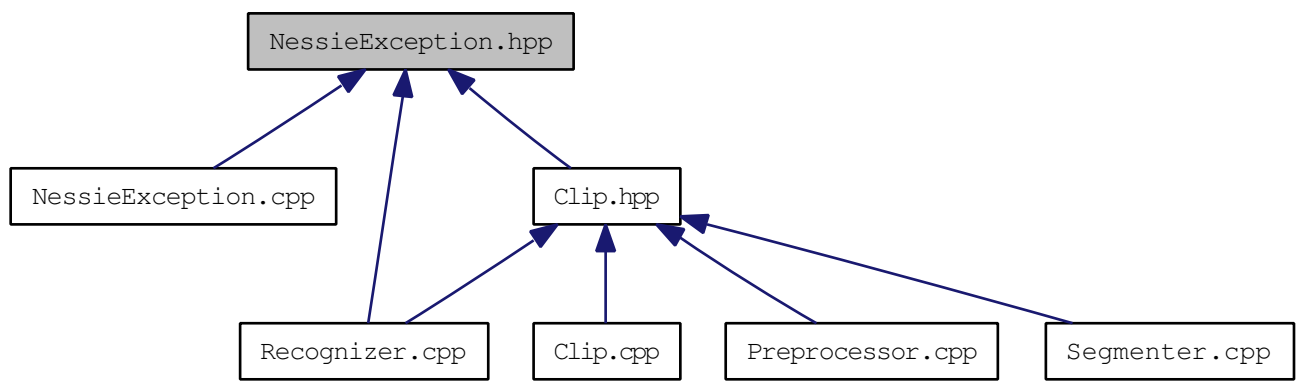 NessieException.hpp
NessieException.cpp
Clip.hpp
Recognizer.cpp
Clip.cpp
Preprocessor.cpp
Segmenter.cpp